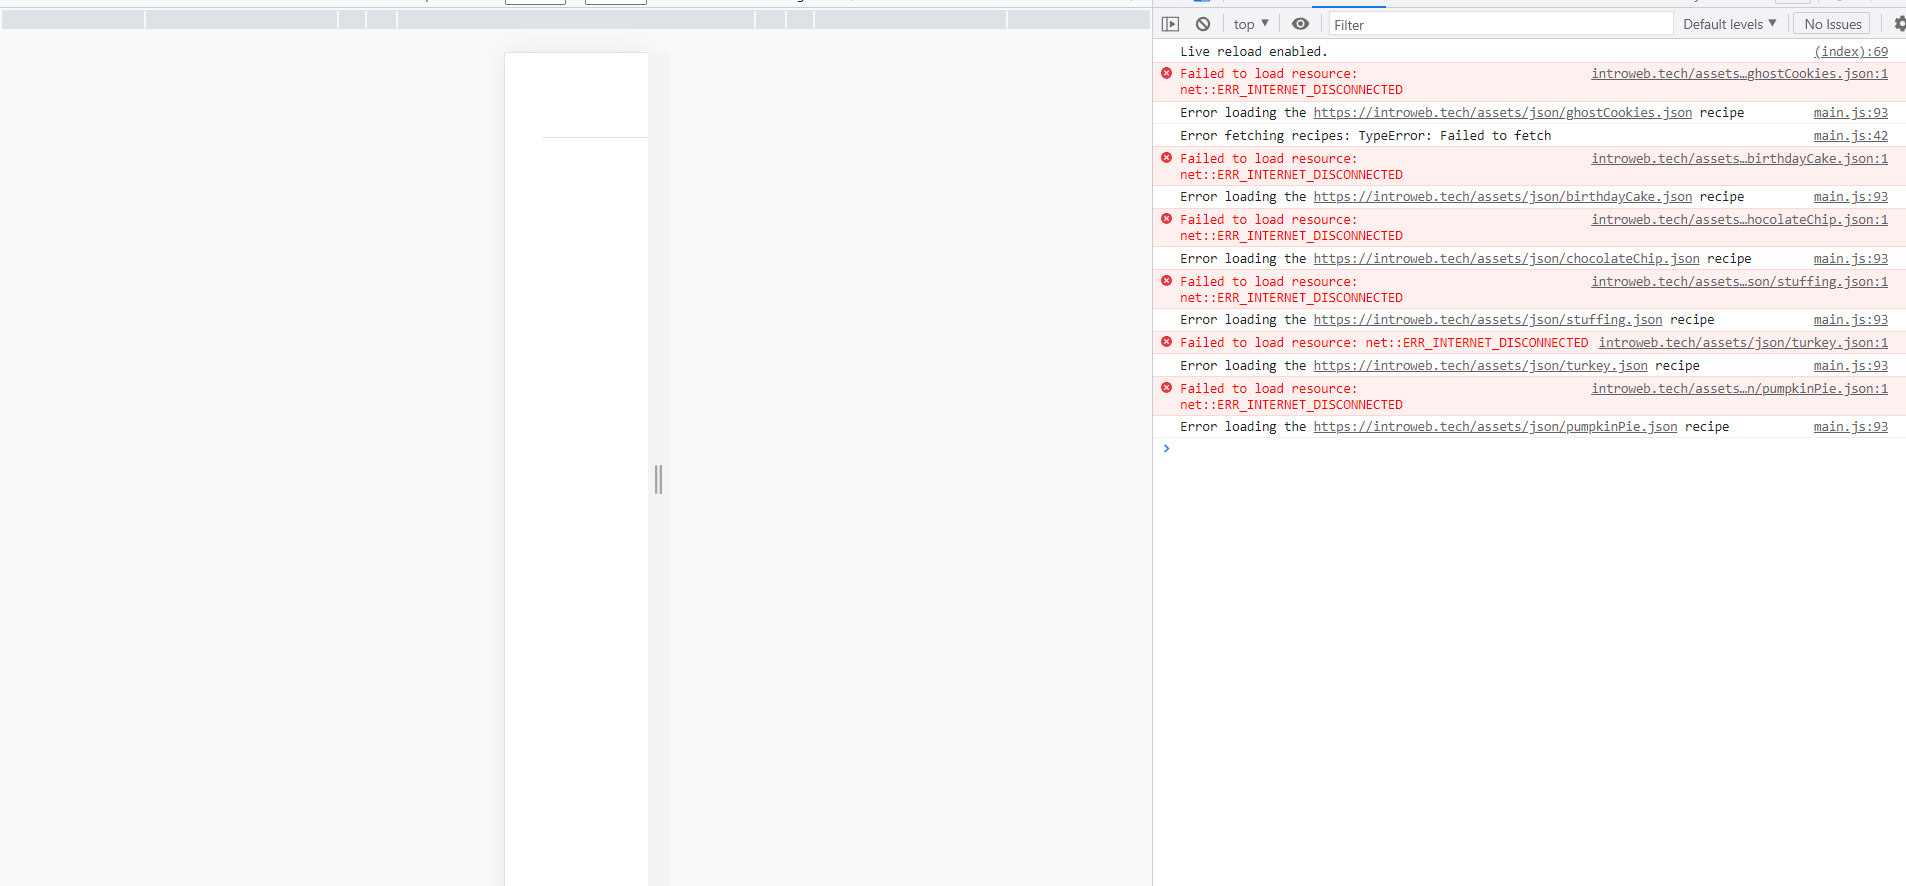 top ▼
Filter
Default levels ▼
No Issues
Live reload enabled. (index):69
Failed to load resource: introweb.tech/assets…ghostCookies.json:1
net::ERR_INTERNET_DISCONNECTED
Error loading the https://introweb.tech/assets/json/ghostCookies.json recipe main.js:93
Error fetching recipes: TypeError: Failed to fetch main.js:42
Failed to load resource: introweb.tech/assets…birthdayCake.json:1
net::ERR_INTERNET_DISCONNECTED
Error loading the https://introweb.tech/assets/json/birthdayCake.json recipe main.js:93
Failed to load resource: introweb.tech/assets…hocolateChip.json:1
net::ERR_INTERNET_DISCONNECTED
Error loading the https://introweb.tech/assets/json/chocolateChip.json recipe main.js:93
Failed to load resource: introweb.tech/assets…son/stuffing.json:1
net::ERR_INTERNET_DISCONNECTED
Error loading the https://introweb.tech/assets/json/stuffing.json recipe main.js:93
Failed to load resource: net::ERR_INTERNET_DISCONNECTED introweb.tech/assets/json/turkey.json:1
Error loading the https://introweb.tech/assets/json/turkey.json recipe main.js:93
Failed to load resource: introweb.tech/assets…n/pumpkinPie.json:1
net::ERR_INTERNET_DISCONNECTED
Error loading the https://introweb.tech/assets/json/pumpkinPie.json recipe main.js:93